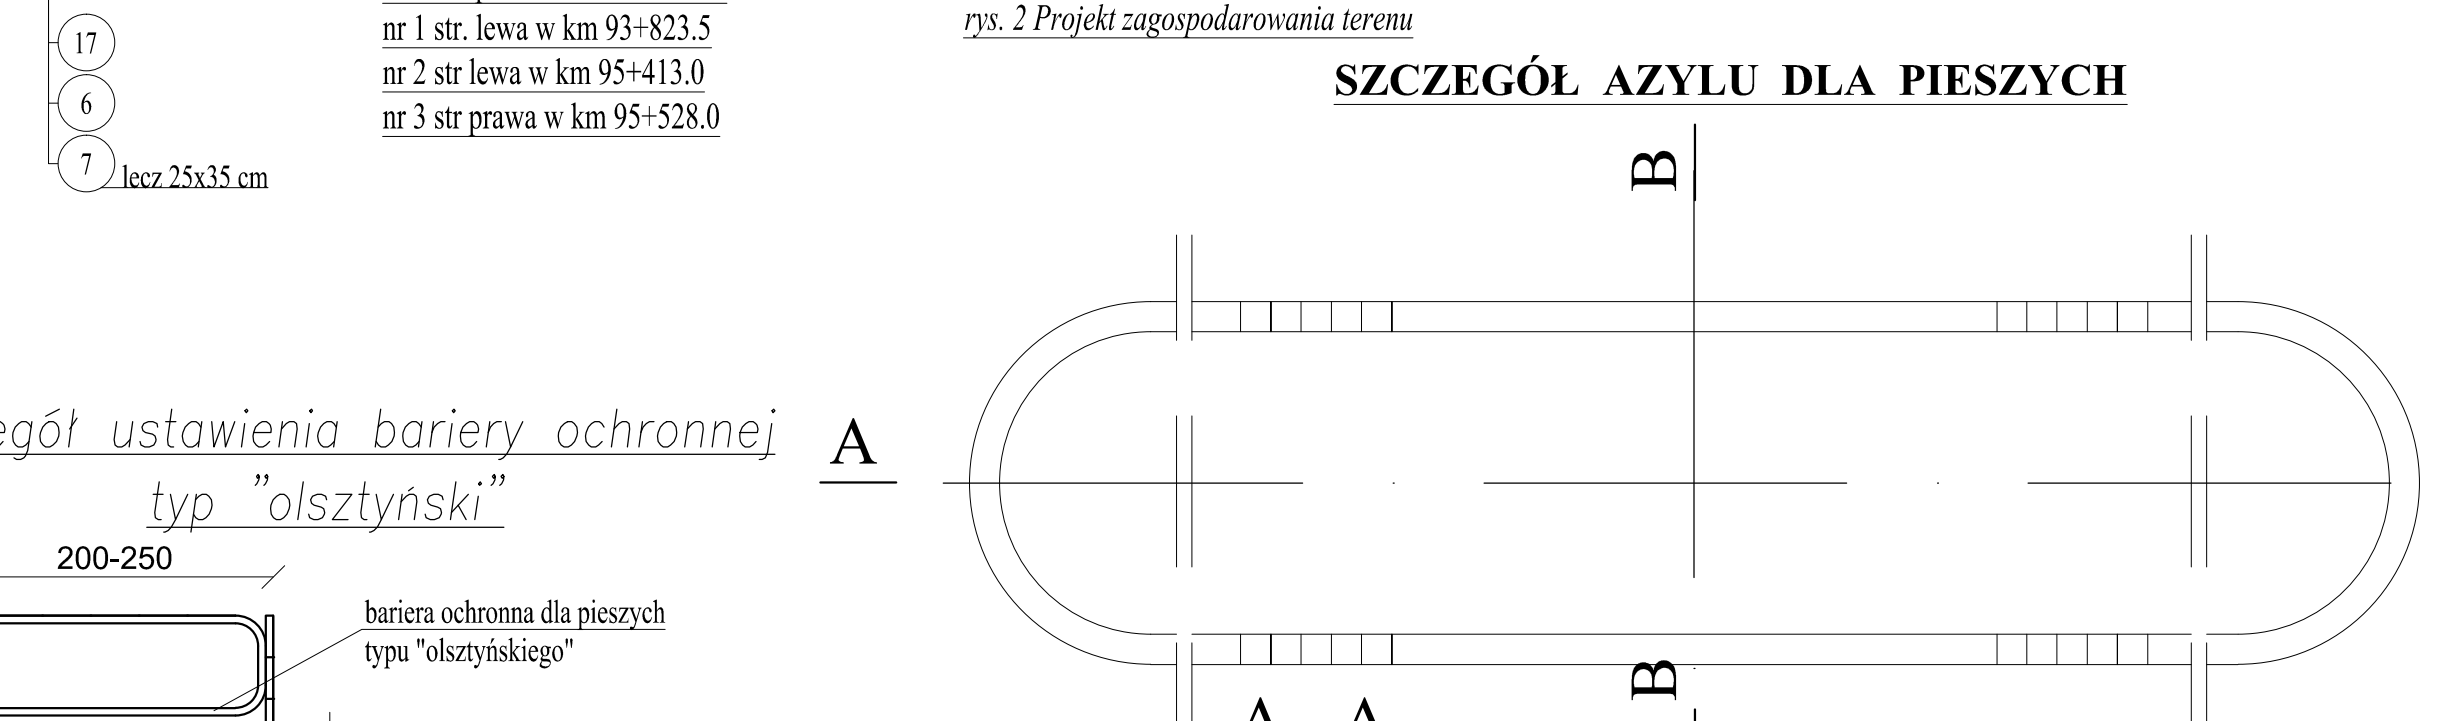 17
6
7
lecz 25x35 cm
nr 1 str. lewa w km 93+823.5
nr 2 str lewa w km 95+413.0
nr 3 str prawa w km 95+528.0
rys. 2 Projekt zagospodarowania terenu
SZCZEGÓŁ AZYLU DLA PIESZYCH
B
A
egół ustawienia bariery ochronnej
typ "olsztyński"
200-250
bariera ochronna dla pieszych
typu "olsztyńskiego"
B
A A